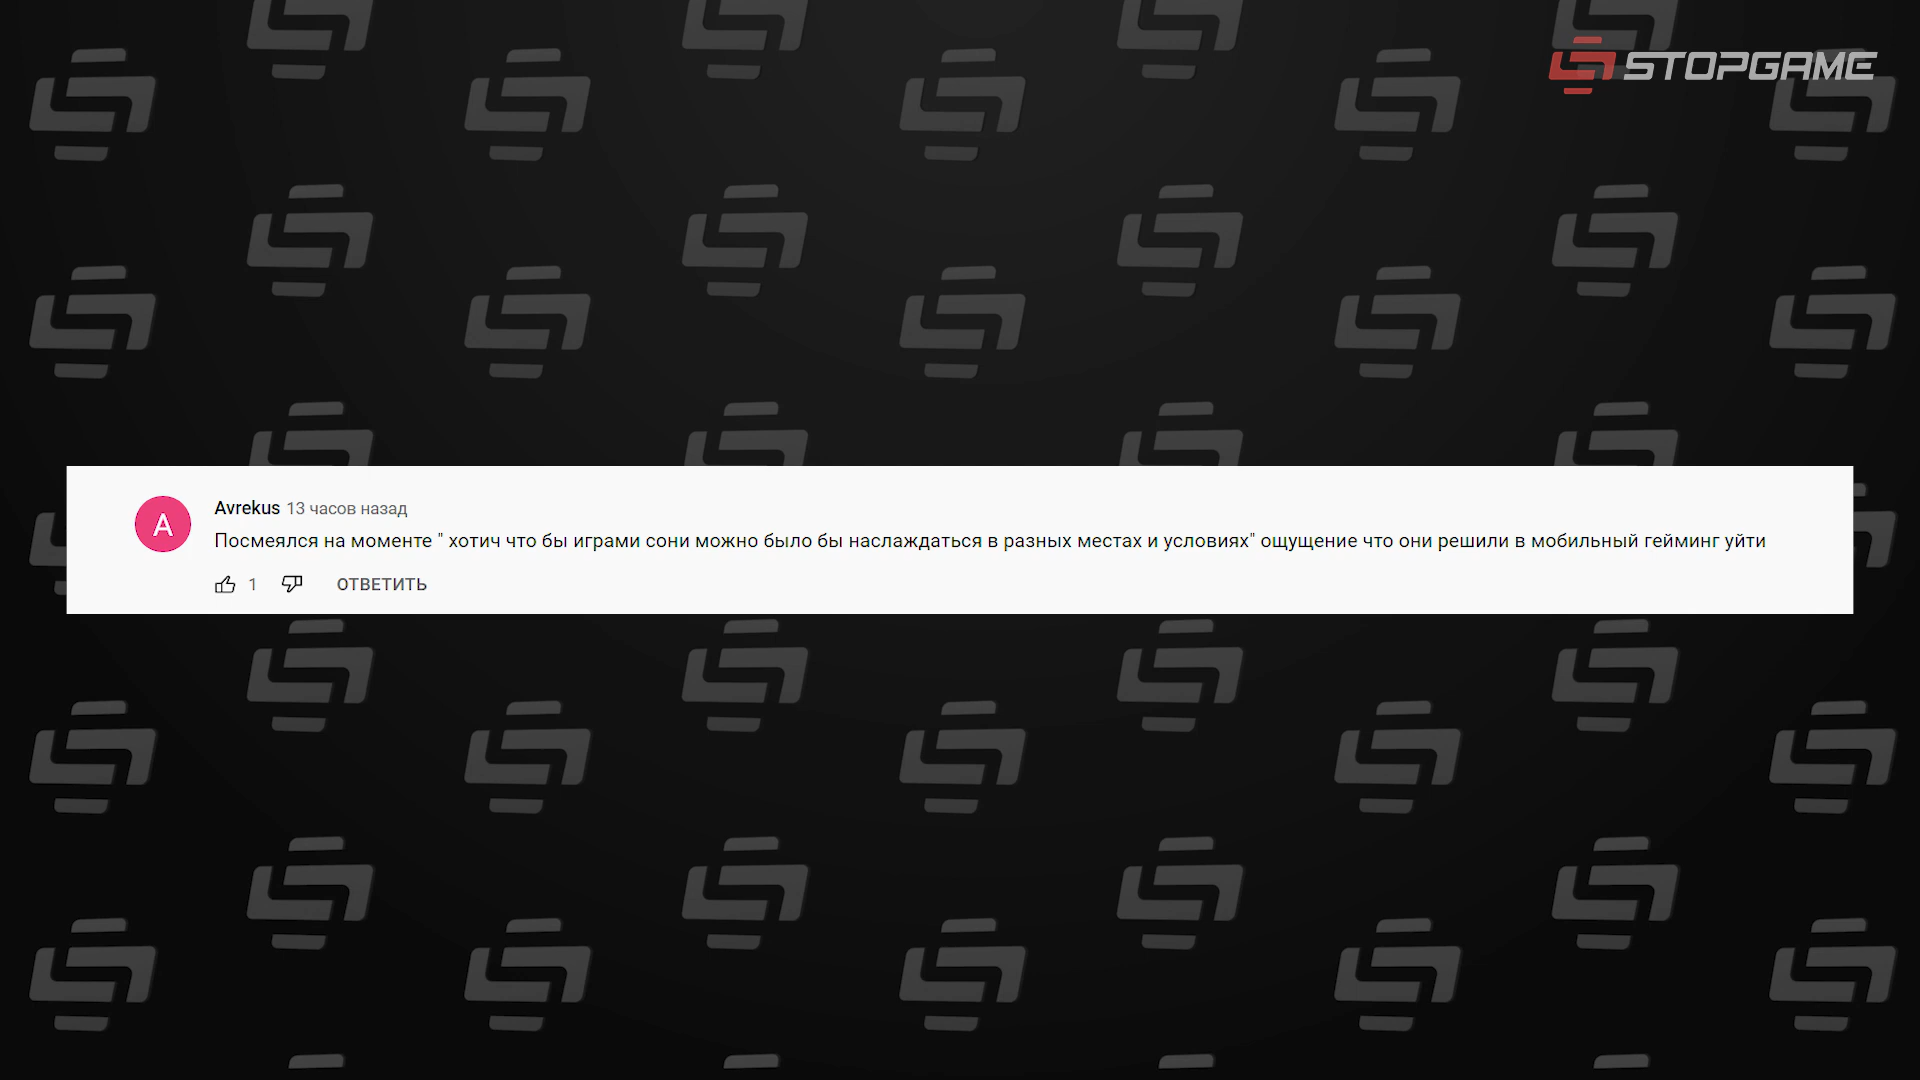 STOPGAME
A
Avrekus 13 часов назад
Посмеялся на моменте " хотич что бы играми сони можно было бы наслаждаться в разных местах и условиях" ощущение что они решили в мобильный гейминг уйти
1 ОТВЕТИТЬ